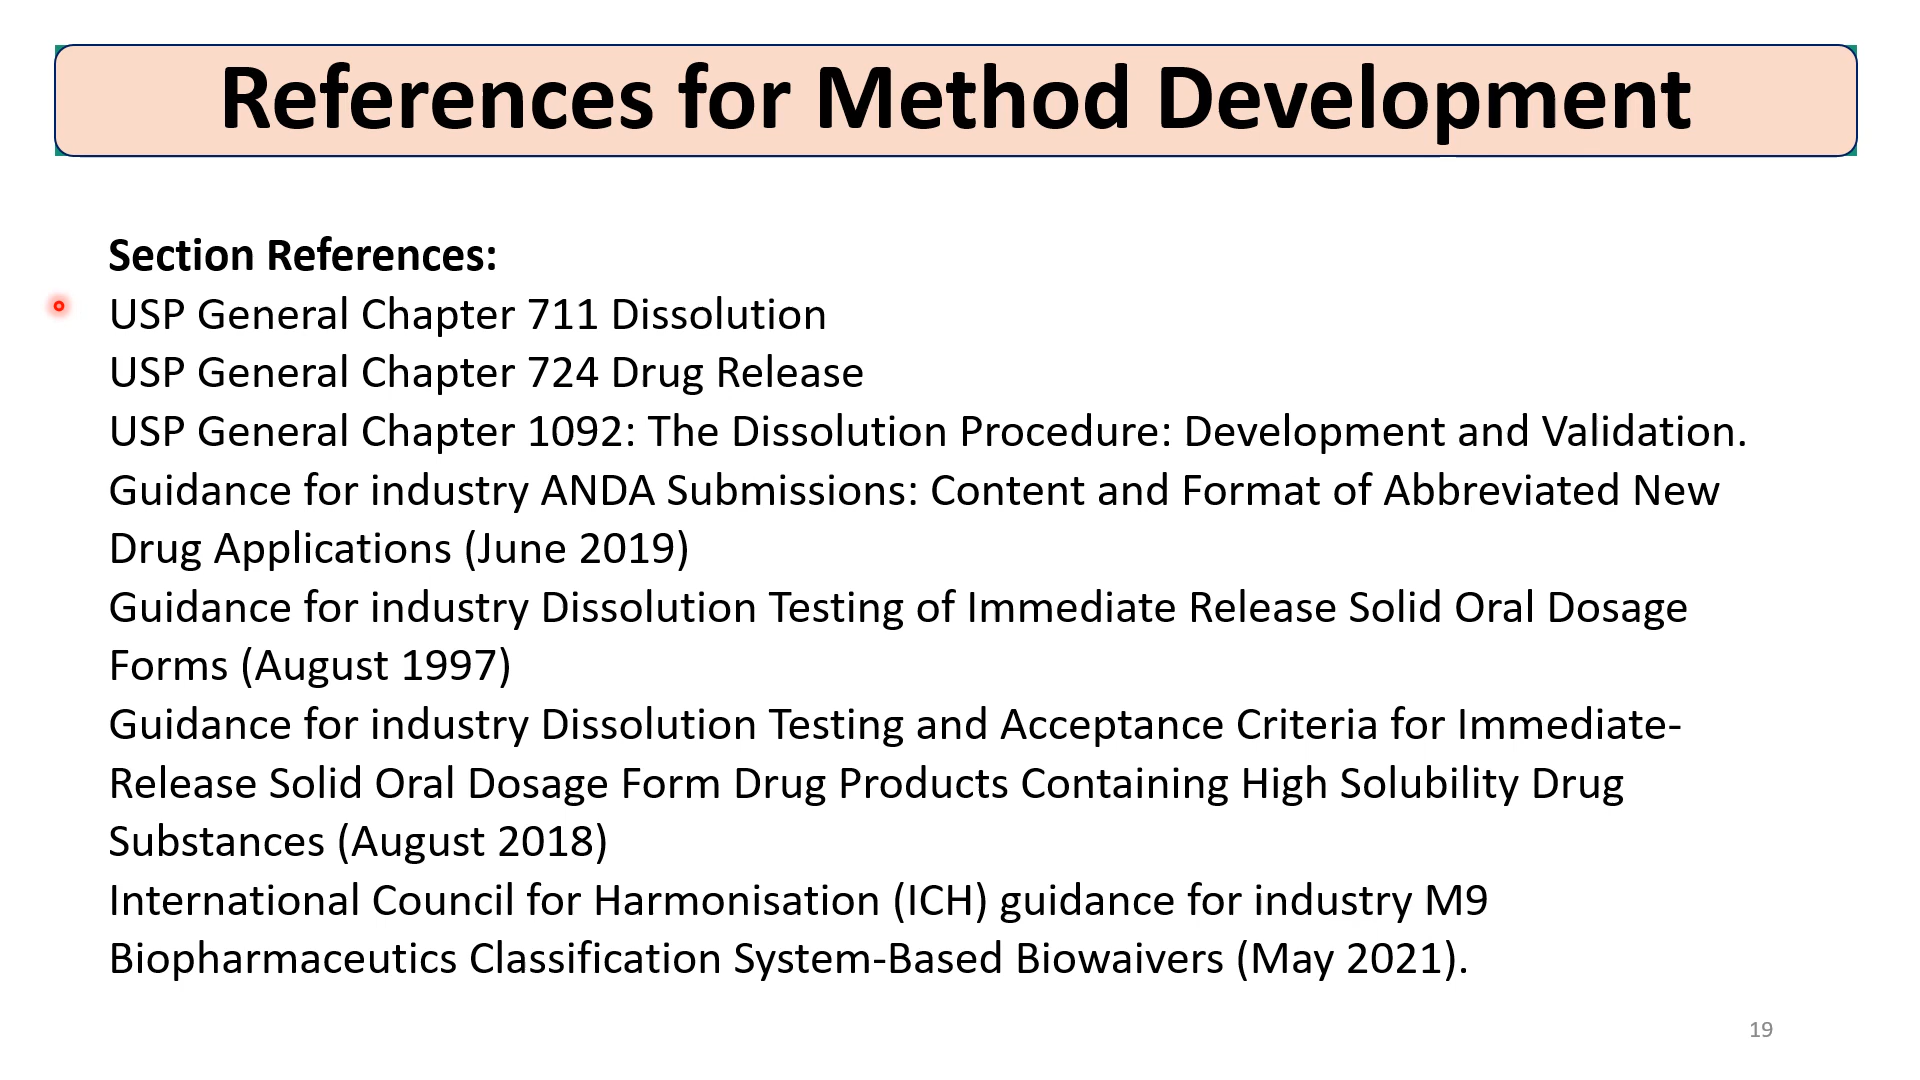 References for Method Development
Section References:
USP General Chapter 711 Dissolution
USP General Chapter 724 Drug Release
USP General Chapter 1092: The Dissolution Procedure: Development and Validation.
Guidance for industry ANDA Submissions: Content and Format of Abbreviated New
Drug Applications (June 2019)
Guidance for industry Dissolution Testing of Immediate Release Solid Oral Dosage
Forms (August 1997)
Guidance for industry Dissolution Testing and Acceptance Criteria for Immediate-
Release Solid Oral Dosage Form Drug Products Containing High Solubility Drug
Substances (August 2018)
International Council for Harmonisation (ICH) guidance for industry M9
Biopharmaceutics Classification System-Based Biowaivers (May 2021).
19